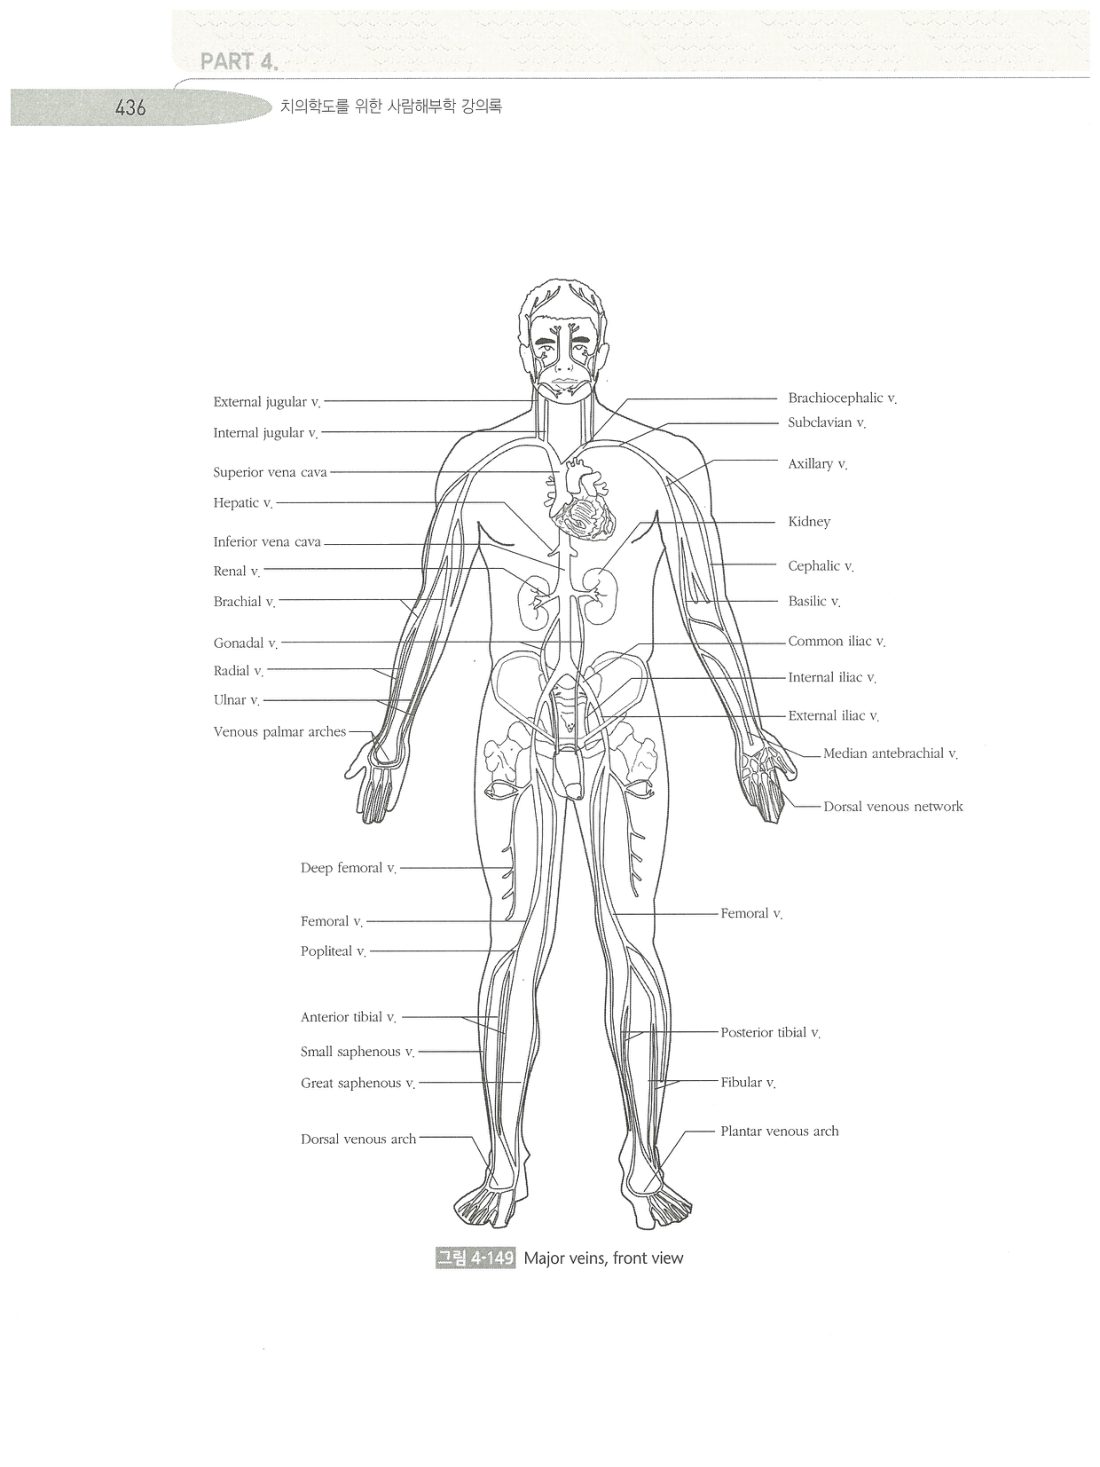 PART 4.
436
치의학도를 위한 사람해부학 강의록
External jugular v.
Internal jugular v.
Superior vena cava
Hepatic v.
Inferior vena cava
Renal v.
Brachial v.
Gonadal v.
Radial v.
Ulnar v.
Venous palmar arches
Brachiocephalic v.
Subclavian v.
Axillary v.
Kidney
Cephalic v.
Basilic v.
Common iliac v.
Internal iliac v.
External iliac v.
Median antebrachial v.
Dorsal venous network
Deep femoral v.
Femoral v.
Popliteal v.
Anterior tibial v.
Small saphenous v.
Great saphenous v.
Dorsal venous arch
Femoral v.
Posterior tibial v.
Fibular v.
Plantar venous arch
그림 4-149 Major veins, front view